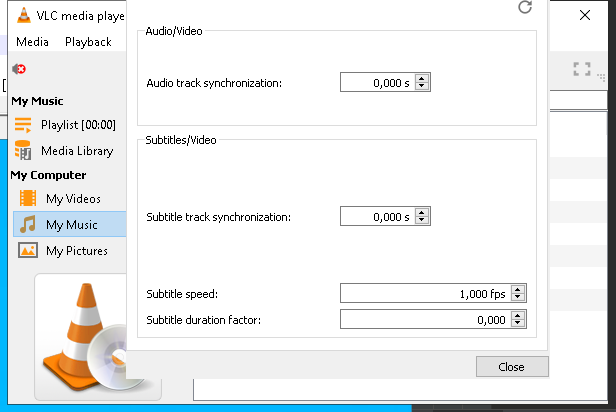 VLC media playe
Media Playback
My Music
Playlist [00:00]
Media Library
My Computer
My Videos
My Music
My Pictures
Audio/Video
Audio track synchronization: 0,000 s
Subtitles/Video
Subtitle track synchronization: 0,000 s
Subtitle speed: 1,000 fps
Subtitle duration factor: 0,000
Close